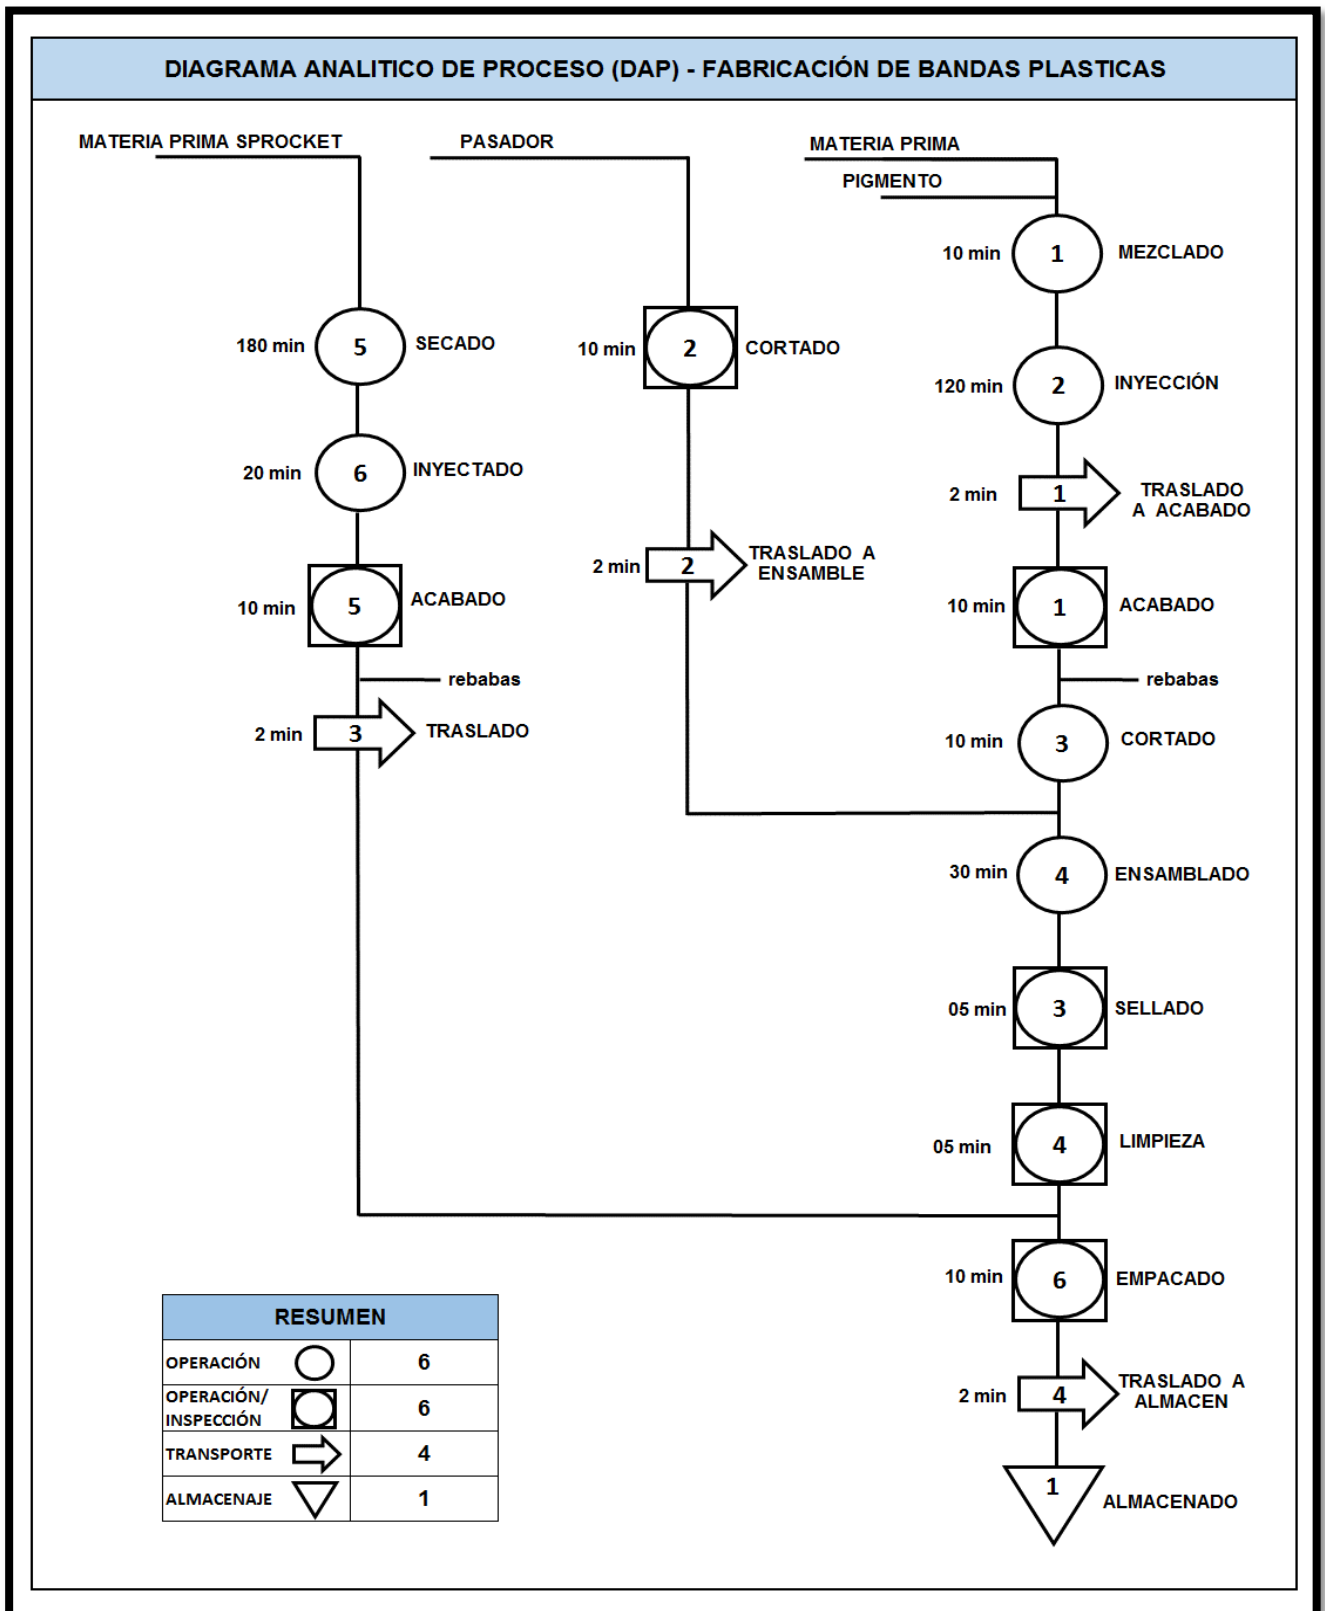 DIAGRAMA ANALITICO DE PROCESO (DAP) - FABRICACIÓN DE BANDAS PLASTICAS
MATERIA PRIMA SPROCKET
180 min
5
SECADO
20 min
6
INYECTADO
10 min
5
ACABADO
rebabas
2 min
3
TRASLADO
PASADOR
10 min
2
CORTADO
2 min
2
TRASLADO A
ENSAMBLE
MATERIA PRIMA
PIGMENTO
10 min
1
MEZCLADO
120 min
2
INYECCIÓN
2 min
1
TRASLADO
A ACABADO
10 min
1
ACABADO
rebabas
10 min
3
CORTADO
30 min
4
ENSAMBLADO
05 min
3
SELLADO
05 min
4
LIMPIEZA
10 min
6
EMPACADO
2 min
4
TRASLADO A
ALMACEN
1
ALMACENADO
RESUMEN
OPERACIÓN
6
OPERACIÓN/
INSPECCIÓN
6
TRANSPORTE
4
ALMACENAJE
1